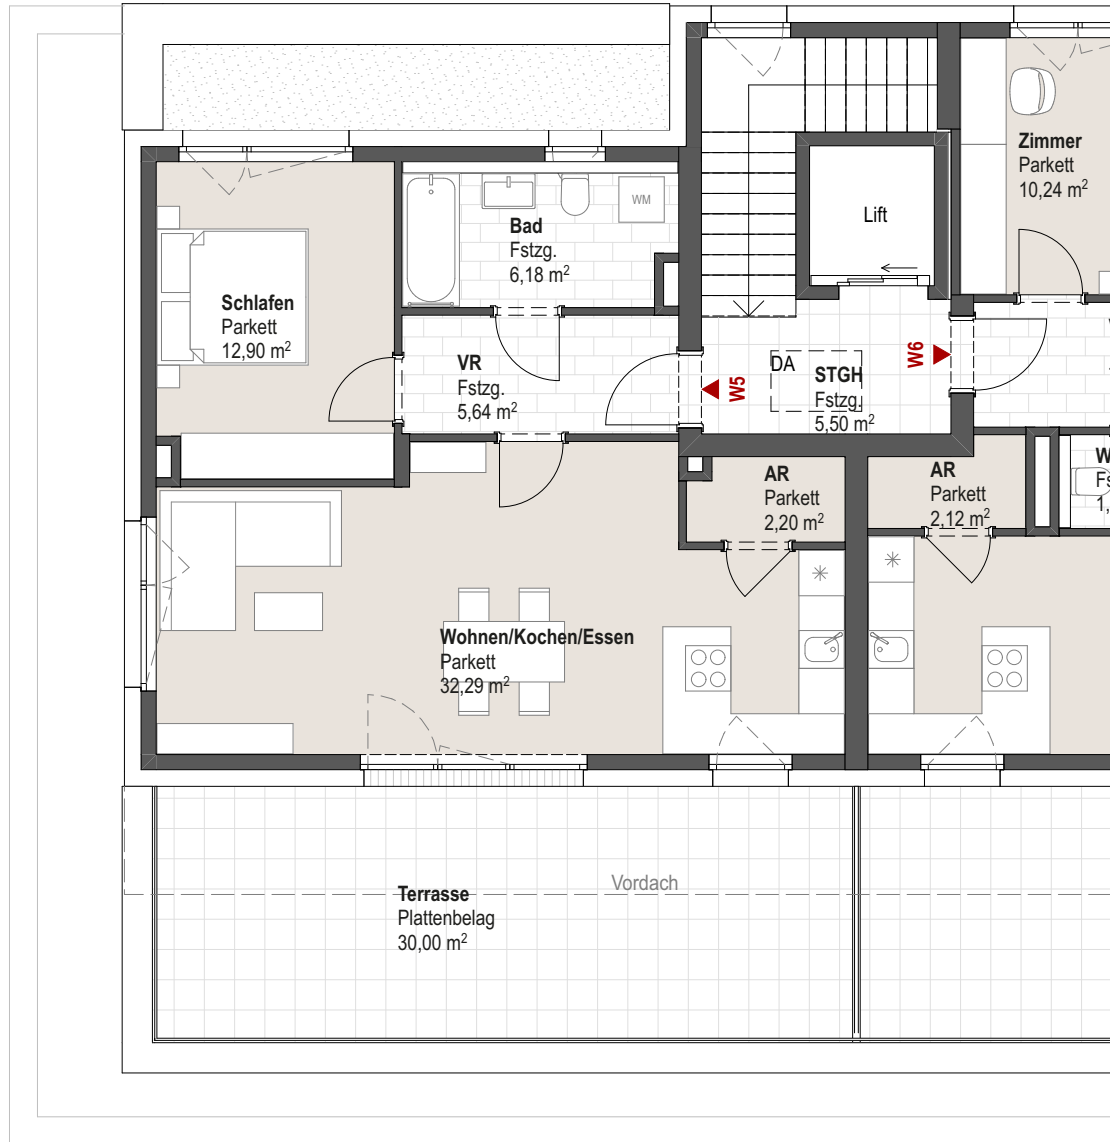 Zimmer
Parkett
10,24 m²
Lift
WM
Bad
Fstzg.
6,18 m²
Schlafen
Parkett
12,90 m²
VR
Fstzg.
5,64 m²
W5
DA
STGH
Fstzg.
5,50 m²
W6
AR
Parkett
2,20 m²
AR
Parkett
2,12 m²
Wohnen/Kochen/Essen
Parkett
32,29 m²
Vordach
Terrasse
Plattenbelag
30,00 m²